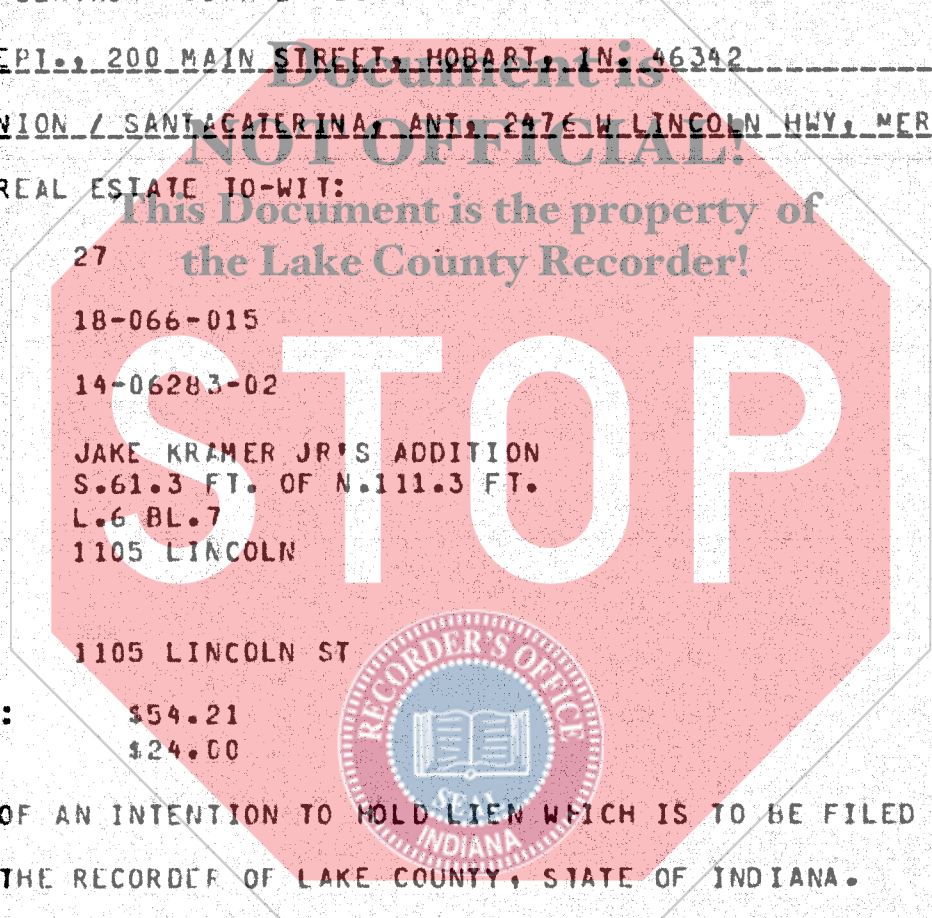 EPT., 200 MAIN STREET, HOBART, IN. 46342
Document is
NION / SANTACATERINA, ANT, 2476 W LINCOLN HWY, MER
NOT OFFICIAL!
REAL ESTATE TO-WIT:
This Document is the property of
27
the Lake County Recorder!
18-066-015
STOP
14-06283-02
JAKE KRAMER JR'S ADDITION
S.61.3 FT. OF N.111.3 FT.
L.6 BL.7
1105 LINCOLN
1105 LINCOLN ST
RECORDER'S OFFICE
: $54.21
$24.00
SEAL
OF AN INTENTION TO HOLD LIEN WHICH IS TO BE FILED
INDIANA
THE RECORDER OF LAKE COUNTY, STATE OF INDIANA.